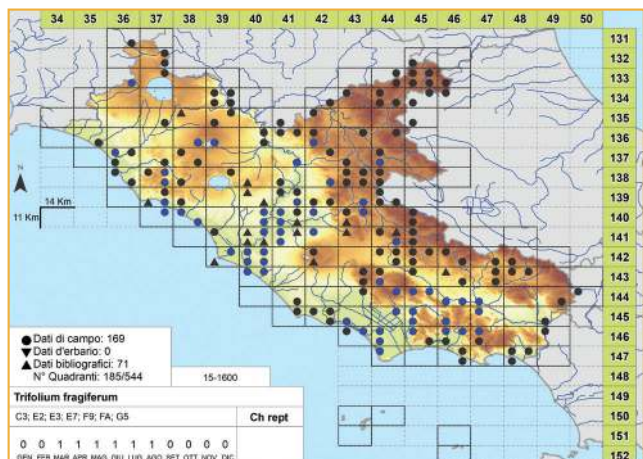 34 35 36 37 38 39 40 41 42 43 44 45 46 47 48 49 50
131
132
133
134
135
136
137
138
139
140
141
142
143
144
145
146
147
148
149
150
151
152
N
14 Km
11 Km
Dati di campo: 169
Dati d'erbario: 0
Dati bibliografici: 71
N° Quadranti: 185/544
15-1600
Trifolium fragiferum
C3; E2; E3; E7; F9; FA; G5
Ch rept
0 0 1 1 1 1 1 1 0 0 0 0
GEN FEB MAR APR MAG GIU LUG AGO SET OTT NOV DIC